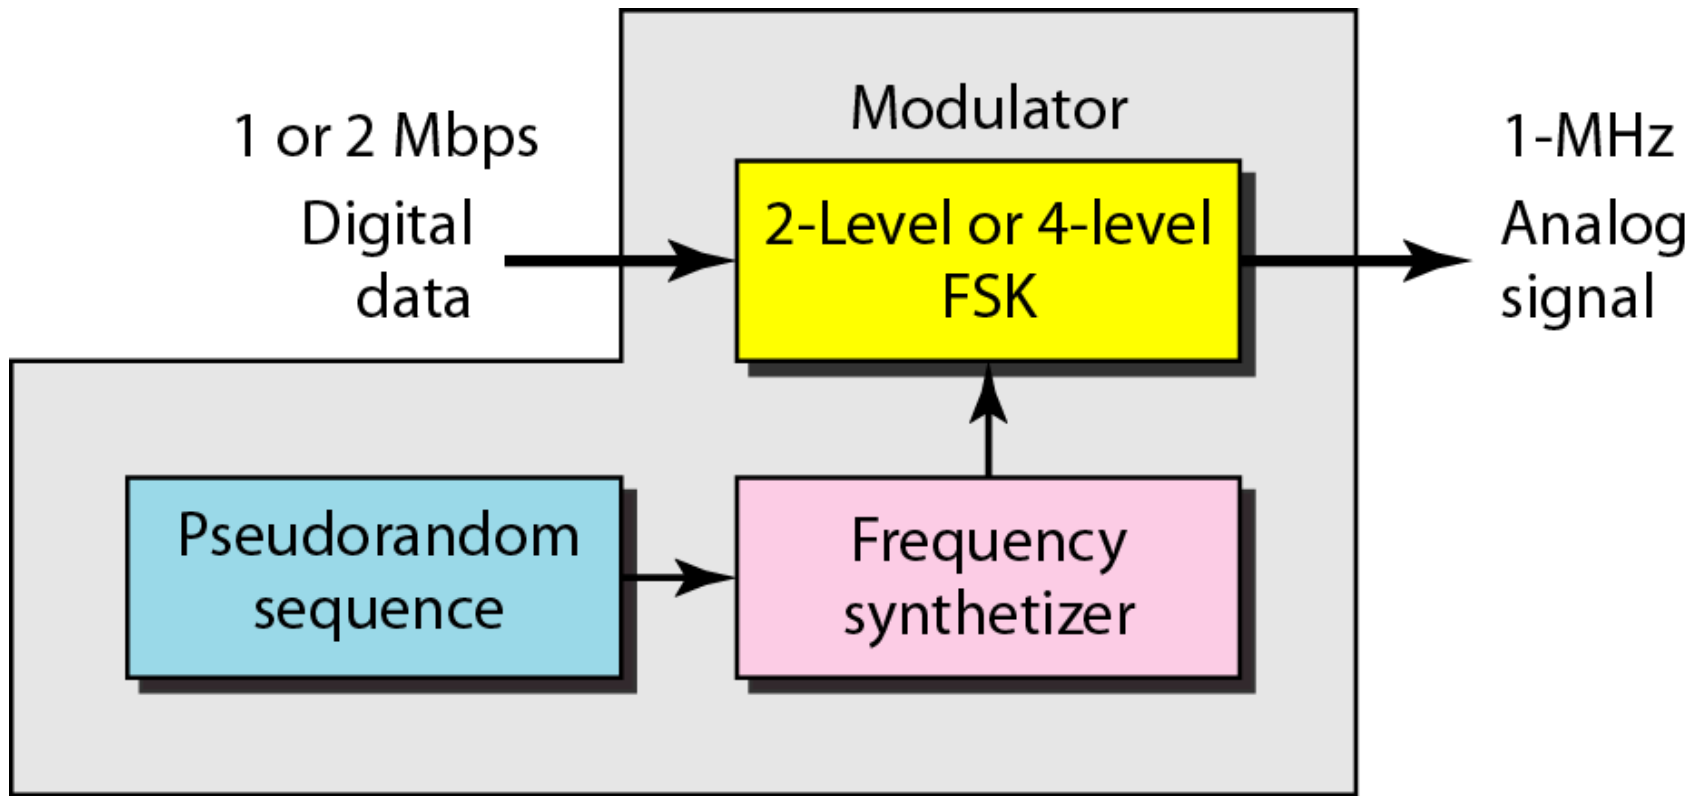 Modulator
1 or 2 Mbps
Digital
data
2-Level or 4-level
FSK
1-MHz
Analog
signal
Pseudorandom
sequence
Frequency
synthetizer